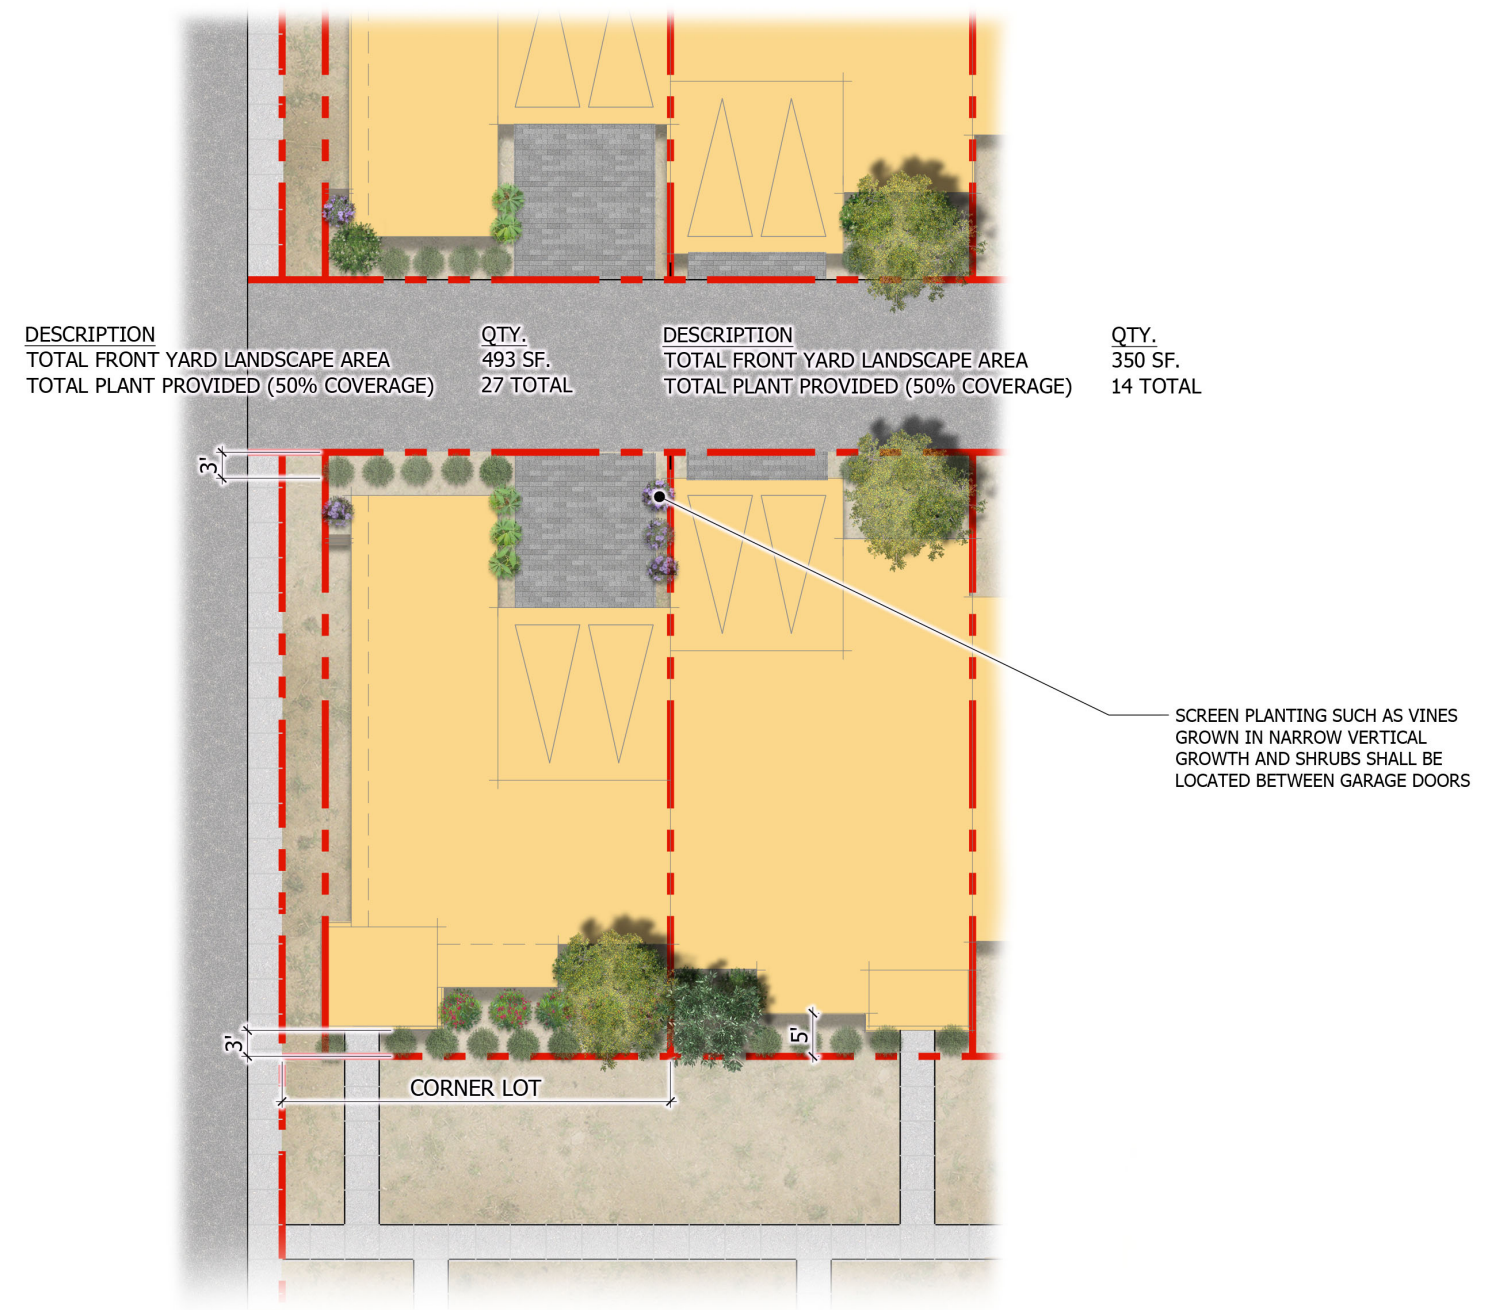 DESCRIPTION QTY.
TOTAL FRONT YARD LANDSCAPE AREA 493 SF.
TOTAL PLANT PROVIDED (50% COVERAGE) 27 TOTAL
DESCRIPTION QTY.
TOTAL FRONT YARD LANDSCAPE AREA 350 SF.
TOTAL PLANT PROVIDED (50% COVERAGE) 14 TOTAL
3'
SCREEN PLANTING SUCH AS VINES
GROWN IN NARROW VERTICAL
GROWTH AND SHRUBS SHALL BE
LOCATED BETWEEN GARAGE DOORS
3'
5'
CORNER LOT